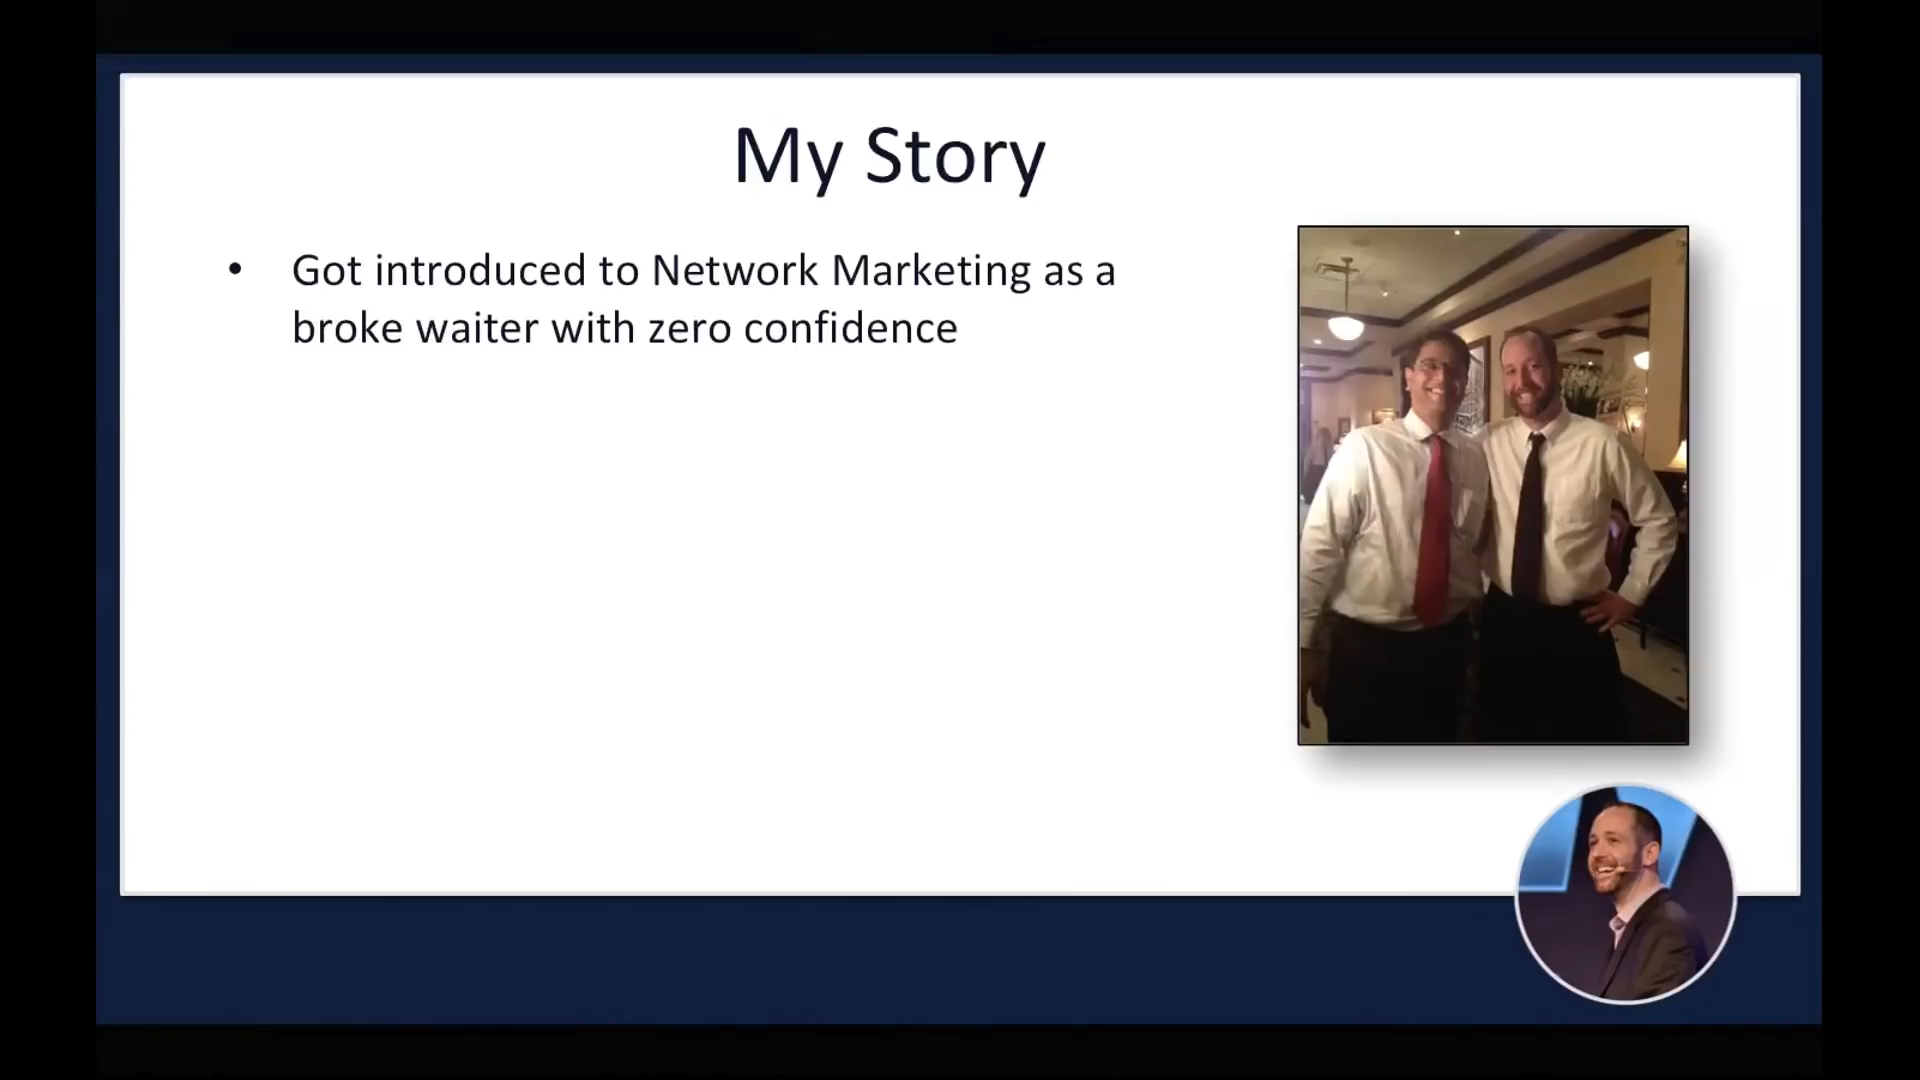 My Story
• Got introduced to Network Marketing as a
broke waiter with zero confidence